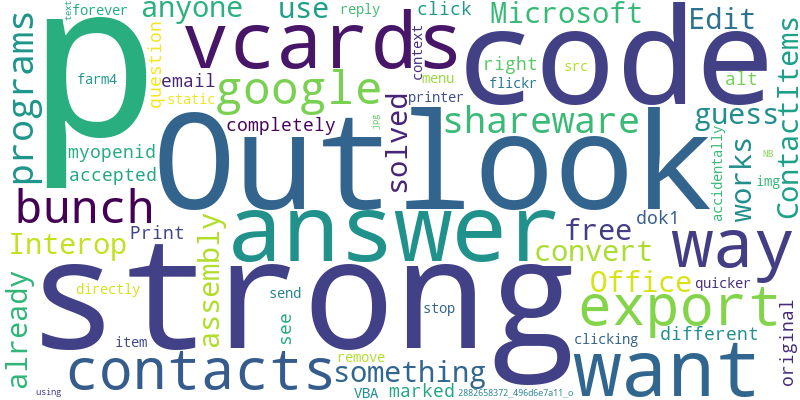 forever
text
anyone
use
reply
click
Microsoft
Edit
p
vcards
code
programs
question
farm4
email
static
google
context
menu
right
flickr
src
alt
ContactItems
printer
completely
jpg
solved
shareware
guess
myopenid
accepted
Outlook
accidentally
works
NB
img
bunch
answer
dok1
free
way
Interop
Print
assembly
convert
already
strong
directly
send
see
Office
quicker
export
original
item
stop
clicking
different
contacts
remove
something
want
using
VBA
marked
2882658372_496d6e7a11_o